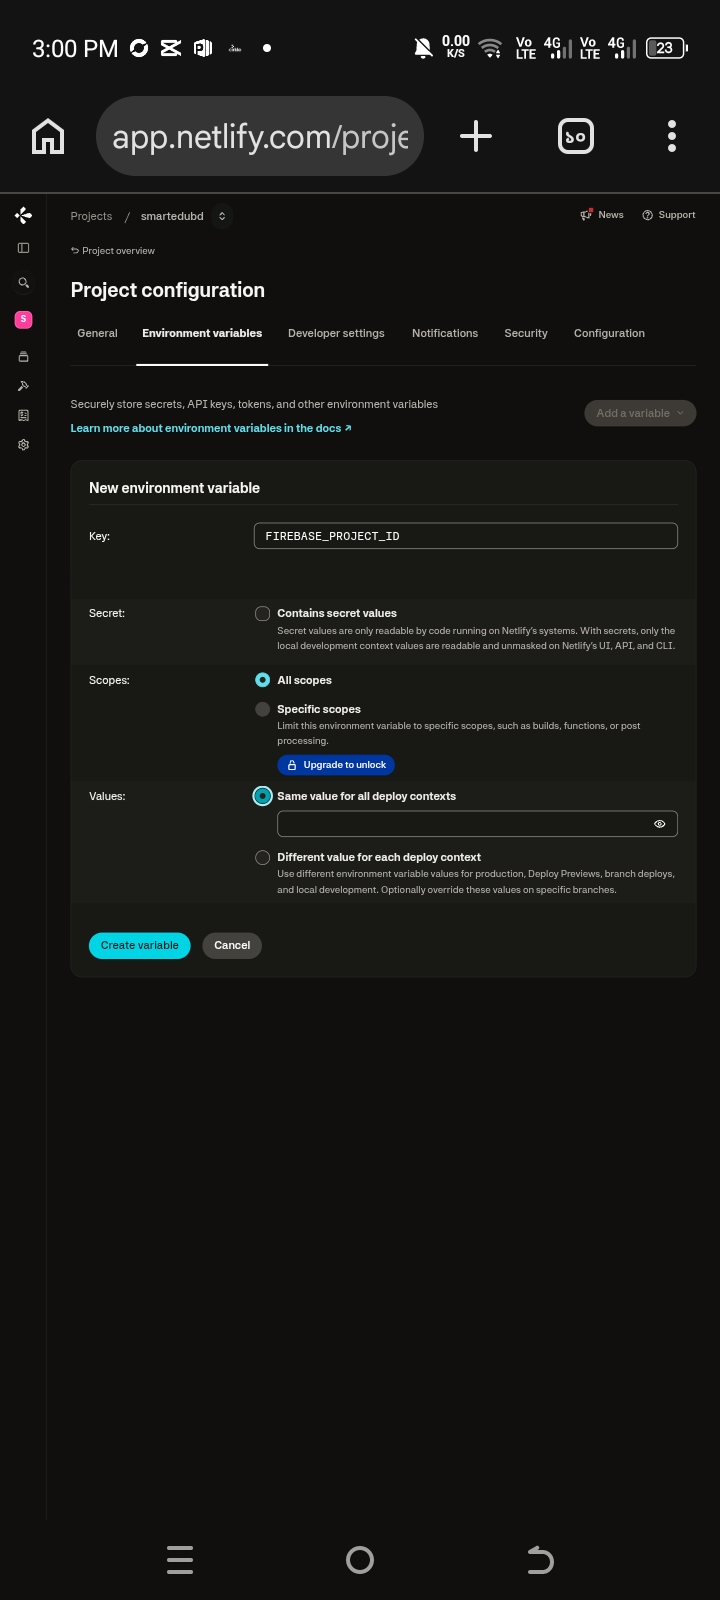 3:00 PM
0.00 K/S
Vo LTE 4G Vo LTE 4G 23
app.netlify.com/proje
১০
Projects / smartedubd
News
Support
Project overview
Project configuration
General
Environment variables
Developer settings
Notifications
Security
Configuration
Securely store secrets, API keys, tokens, and other environment variables
Learn more about environment variables in the docs ↗
Add a variable
S
New environment variable
Key:
FIREBASE_PROJECT_ID
Secret:
Contains secret values
Secret values are only readable by code running on Netlify's systems. With secrets, only the
local development context values are readable and unmasked on Netlify's UI, API, and CLI.
Scopes:
All scopes
Specific scopes
Limit this environment variable to specific scopes, such as builds, functions, or post
processing.
Upgrade to unlock
Values:
Same value for all deploy contexts
Different value for each deploy context
Use different environment variable values for production, Deploy Previews, branch deploys,
and local development. Optionally override these values on specific branches.
Create variable
Cancel